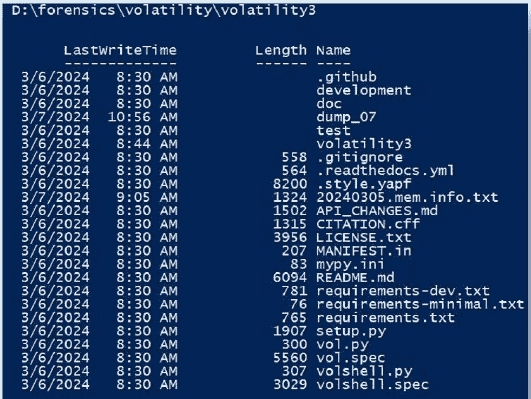 D:\forensics\volatility\volatility3
LastWriteTime Length Name
------------- ------ ----
3/6/2024 8:30 AM .github
3/6/2024 8:30 AM development
3/6/2024 8:30 AM doc
3/7/2024 10:56 AM dump_07
3/6/2024 8:30 AM test
3/6/2024 8:44 AM volatility3
3/6/2024 8:30 AM 558 .gitignore
3/6/2024 8:30 AM 564 .readthedocs.yml
3/6/2024 8:30 AM 8200 .style.yapf
3/7/2024 9:05 AM 1324 20240305.mem.info.txt
3/6/2024 8:30 AM 1502 API_CHANGES.md
3/6/2024 8:30 AM 1315 CITATION.cff
3/6/2024 8:30 AM 3956 LICENSE.txt
3/6/2024 8:30 AM 207 MANIFEST.in
3/6/2024 8:30 AM 83 mypy.ini
3/6/2024 8:30 AM 6094 README.md
3/6/2024 8:30 AM 781 requirements-dev.txt
3/6/2024 8:30 AM 76 requirements-minimal.txt
3/6/2024 8:30 AM 765 requirements.txt
3/6/2024 8:30 AM 1907 setup.py
3/6/2024 8:30 AM 300 vol.py
3/6/2024 8:30 AM 5560 vol.spec
3/6/2024 8:30 AM 307 volshell.py
3/6/2024 8:30 AM 3029 volshell.spec